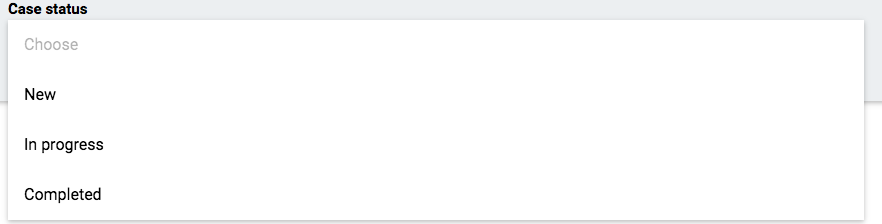 Case status
Choose
New
In progress
Completed